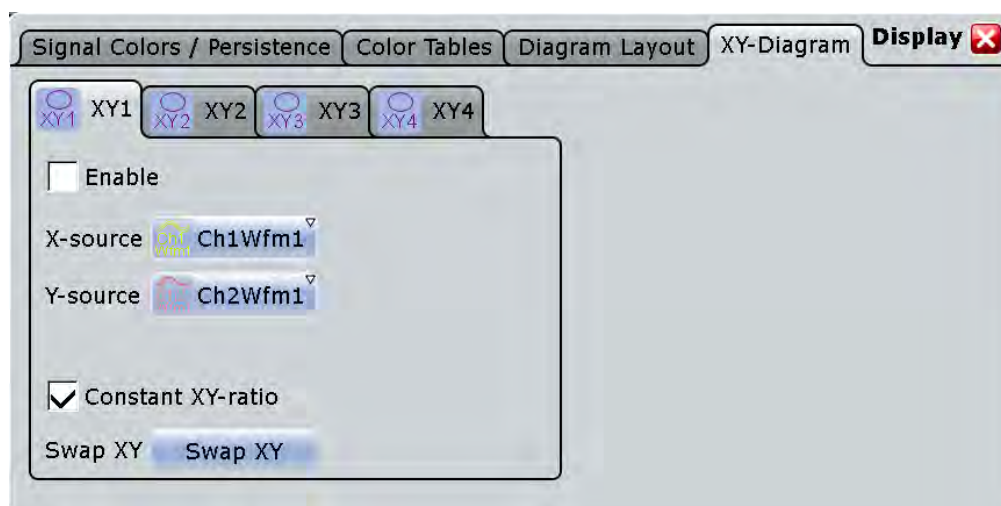 Signal Colors / Persistence Color Tables Diagram Layout XY-Diagram Display
XY1 XY1 XY2 XY2 XY3 XY3 XY4 XY4
Enable
X-source Ch1Wfm1
Y-source Ch2Wfm1
Constant XY-ratio
Swap XY Swap XY